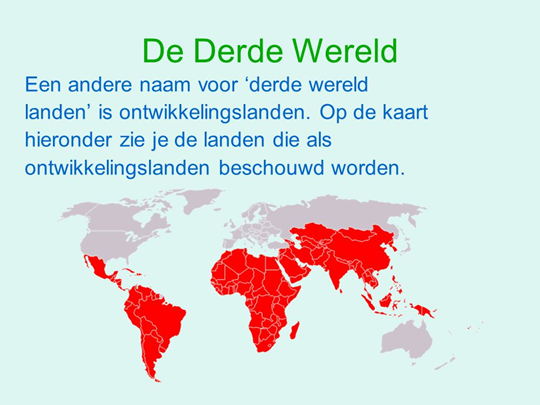 De Derde Wereld
Een andere naam voor ‘derde wereld
landen’ is ontwikkelingslanden. Op de kaart
hieronder zie je de landen die als
ontwikkelingslanden beschouwd worden.